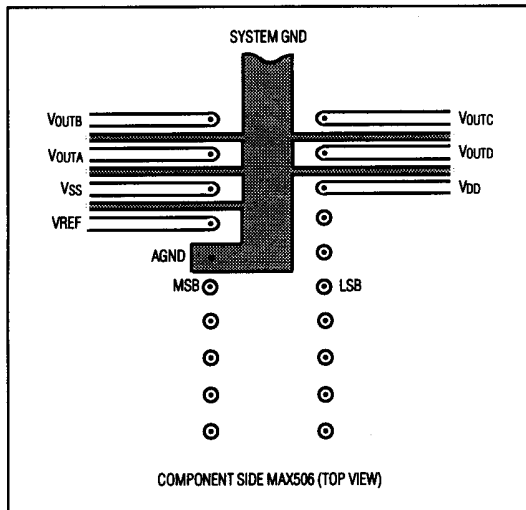 SYSTEM GND
VOUTB
VOUTC
VOUTA
VOUTD
VSS
VDD
VREF
AGND
MSB
LSB
COMPONENT SIDE MAX506 (TOP VIEW)